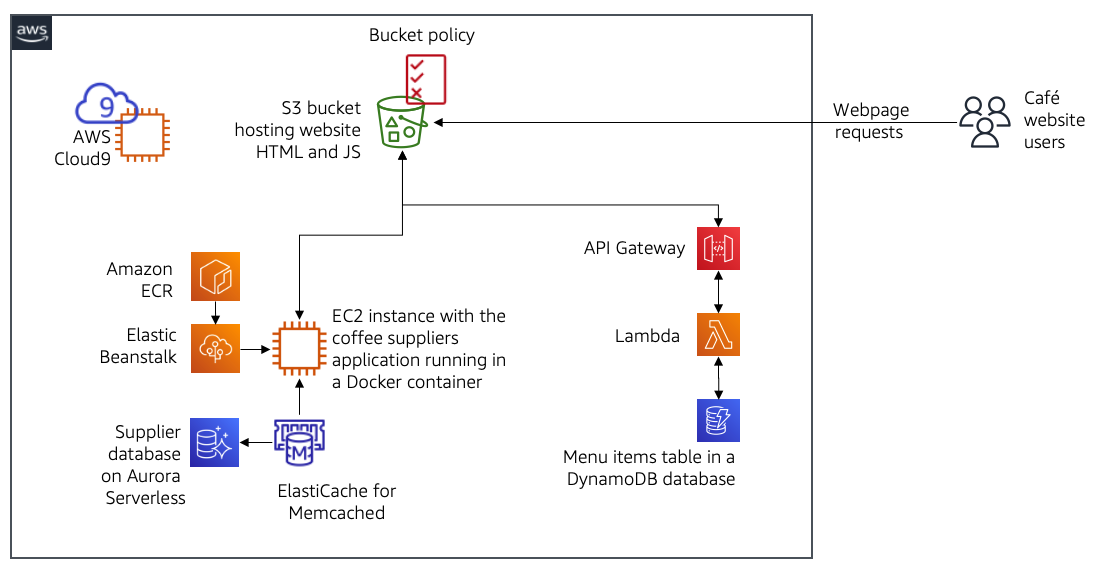 aws
Bucket policy
9
AWS
Cloud9
S3 bucket
hosting website
HTML and JS
Webpage
requests
Café
website
users
API Gateway
Amazon
ECR
Elastic
Beanstalk
EC2 instance with the
coffee suppliers
application running in
a Docker container
Lambda
Supplier
database
on Aurora
Serverless
M
ElastiCache for
Memcached
Menu items table in a
DynamoDB database